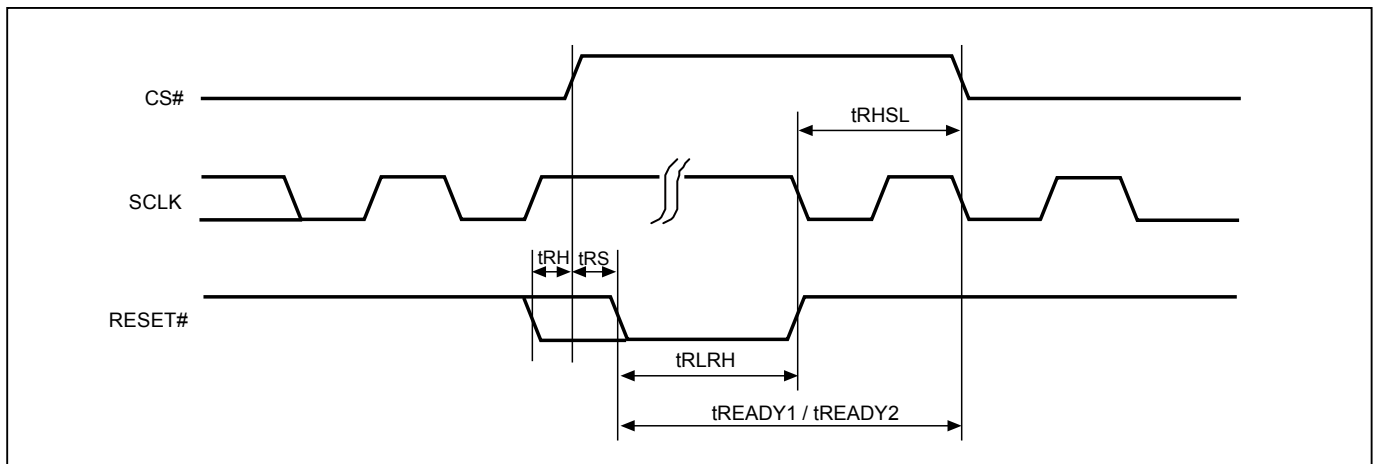 CS#
tRHSL
SCLK
tRH tRS
RESET#
tRLRH
tREADY1 / tREADY2